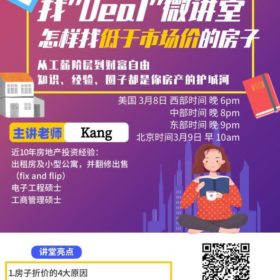 找"Deal"微讲堂
怎样找低于市场价的房子
从工薪阶层到财富自由
知识、经验、圈子都是你房产的护城河
美国 3月8日 西部时间 晚 6pm
中部时间 晚 8pm
东部时间 晚 9pm
北京时间3月9日 早 10am
主讲老师
Kang
近10年房地产投资经验：
出租房及小型公寓，并翻修出售
(fix and flip)
电子工程硕士
工商管理硕士
讲堂亮点
1.房子折价的4大原因